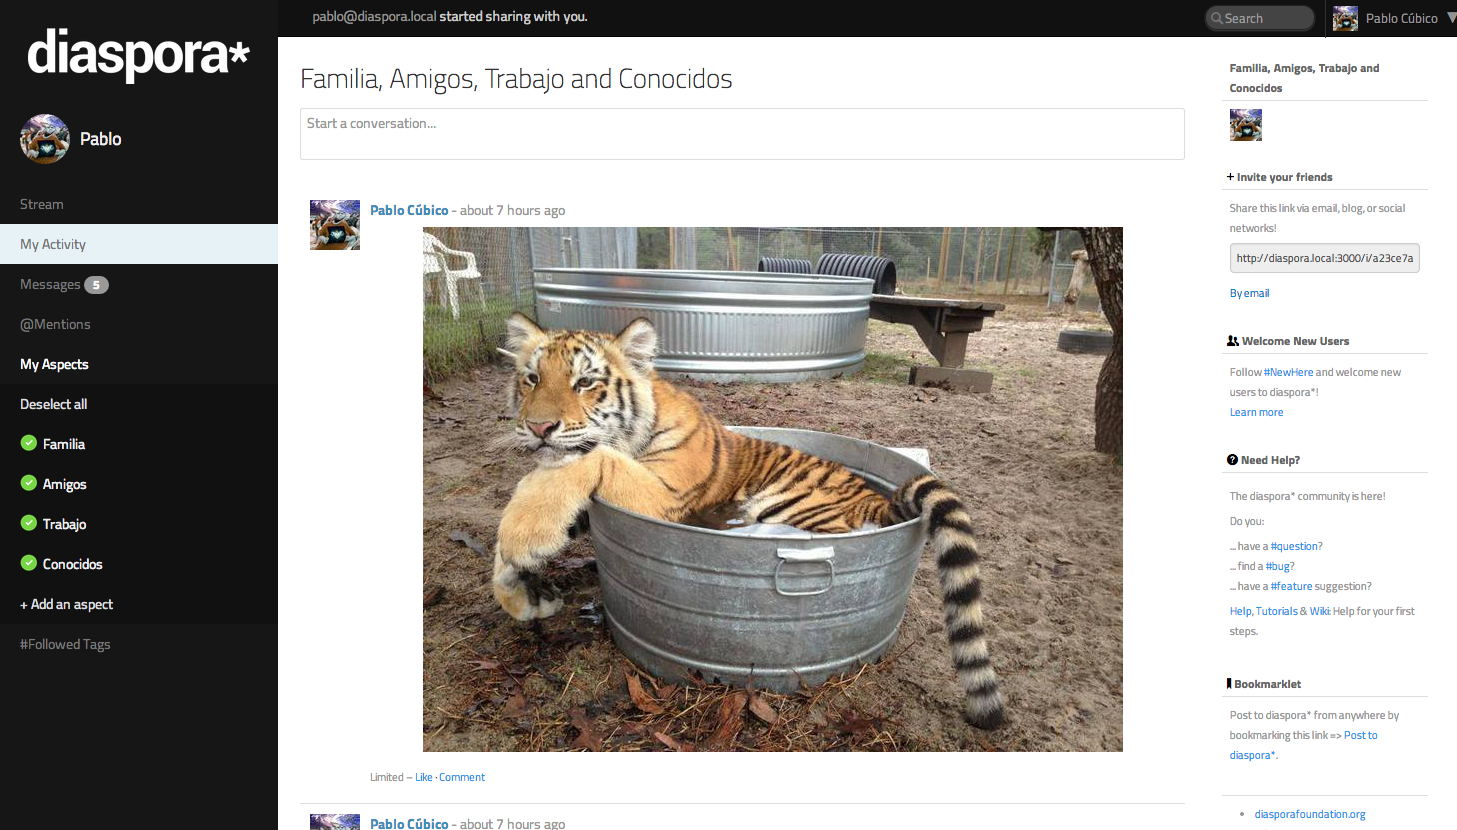 pablo@diaspora.local started sharing with you.
Search
Pablo Cúbico
diaspora*
Pablo
Stream
My Activity
Messages 5
@Mentions
My Aspects
Deselect all
Familia
Amigos
Trabajo
Conocidos
+ Add an aspect
#Followed Tags
Familia, Amigos, Trabajo and Conocidos
Start a conversation...
Pablo Cúbico - about 7 hours ago
Limited – Like · Comment
Pablo Cúbico - about 7 hours ago
Familia, Amigos, Trabajo and
Conocidos
+ Invite your friends
Share this link via email, blog, or social
networks!
http://diaspora.local:3000/i/a23ce7a
By email
Welcome New Users
Follow #NewHere and welcome new
users to diaspora*!
Learn more
? Need Help?
The diaspora* community is here!
Do you:
... have a #question?
... find a #bug?
... have a #feature suggestion?
Help, Tutorials & Wiki: Help for your first
steps.
Bookmarklet
Post to diaspora* from anywhere by
bookmarking this link => Post to
diaspora*.
• diasporafoundation.org